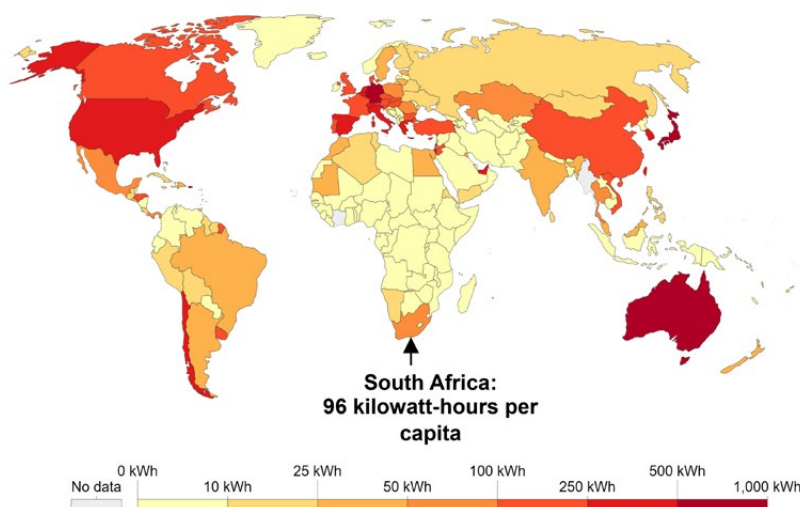 South Africa:
96 kilowatt-hours per
capita
0 kWh 25 kWh 100 kWh 500 kWh
No data 10 kWh 50 kWh 250 kWh 1,000 kWh